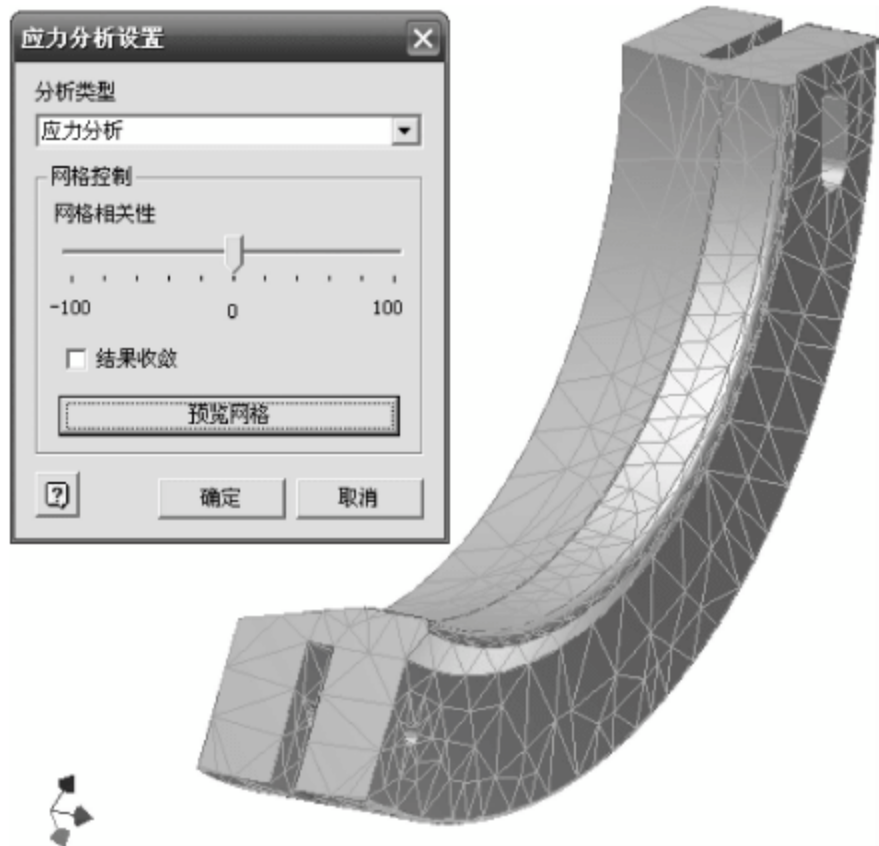 应力分析设置
分析类型
应力分析
网格控制
网格相关性
-100 0 100
结果收敛
预览网格
确定 取消